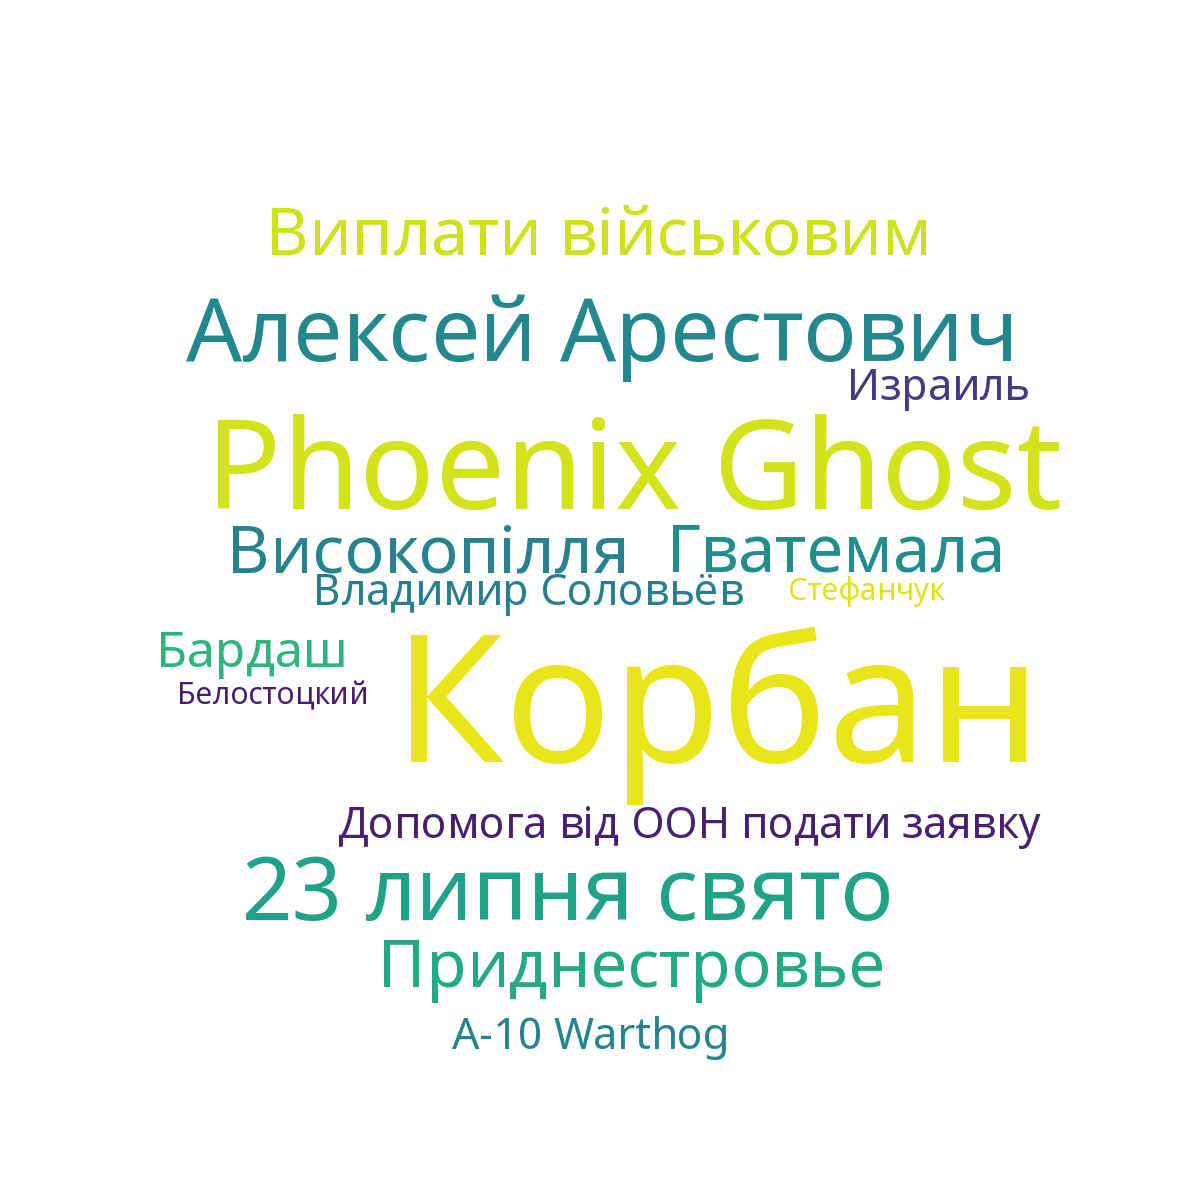 Виплати військовим
Алексей Арестович
Израиль
Phoenix Ghost
Високопілля
Гватемала
Владимир Соловьёв
Стефанчук
Бардаш
Белостоцкий
Корбан
Допомога від ООН подати заявку
23 липня свято
Приднестровье
A-10 Warthog